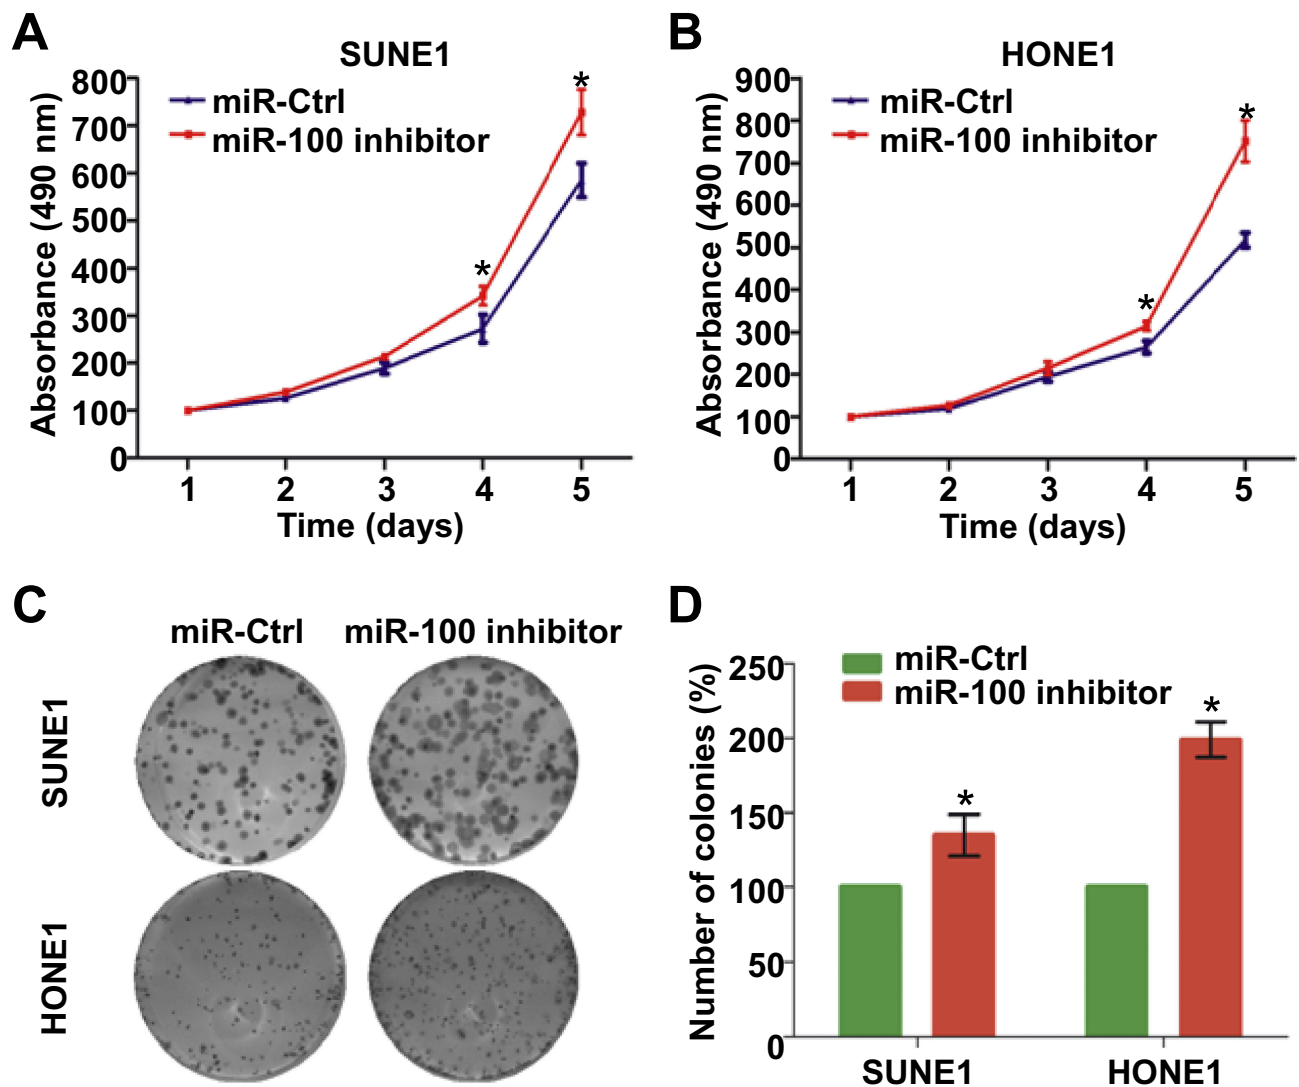 A
SUNE1
miR-Ctrl
miR-100 inhibitor
Absorbance (490 nm)
800
700
600
500
400
300
200
100
0
*
*
1 2 3 4 5
Time (days)
B
HONE1
miR-Ctrl
miR-100 inhibitor
Absorbance (490 nm)
900
800
700
600
500
400
300
200
100
0
*
*
1 2 3 4 5
Time (days)
C
miR-Ctrl miR-100 inhibitor
SUNE1
HONE1
D
miR-Ctrl
miR-100 inhibitor
Number of colonies (%)
250
200
150
100
50
0
*
*
SUNE1 HONE1